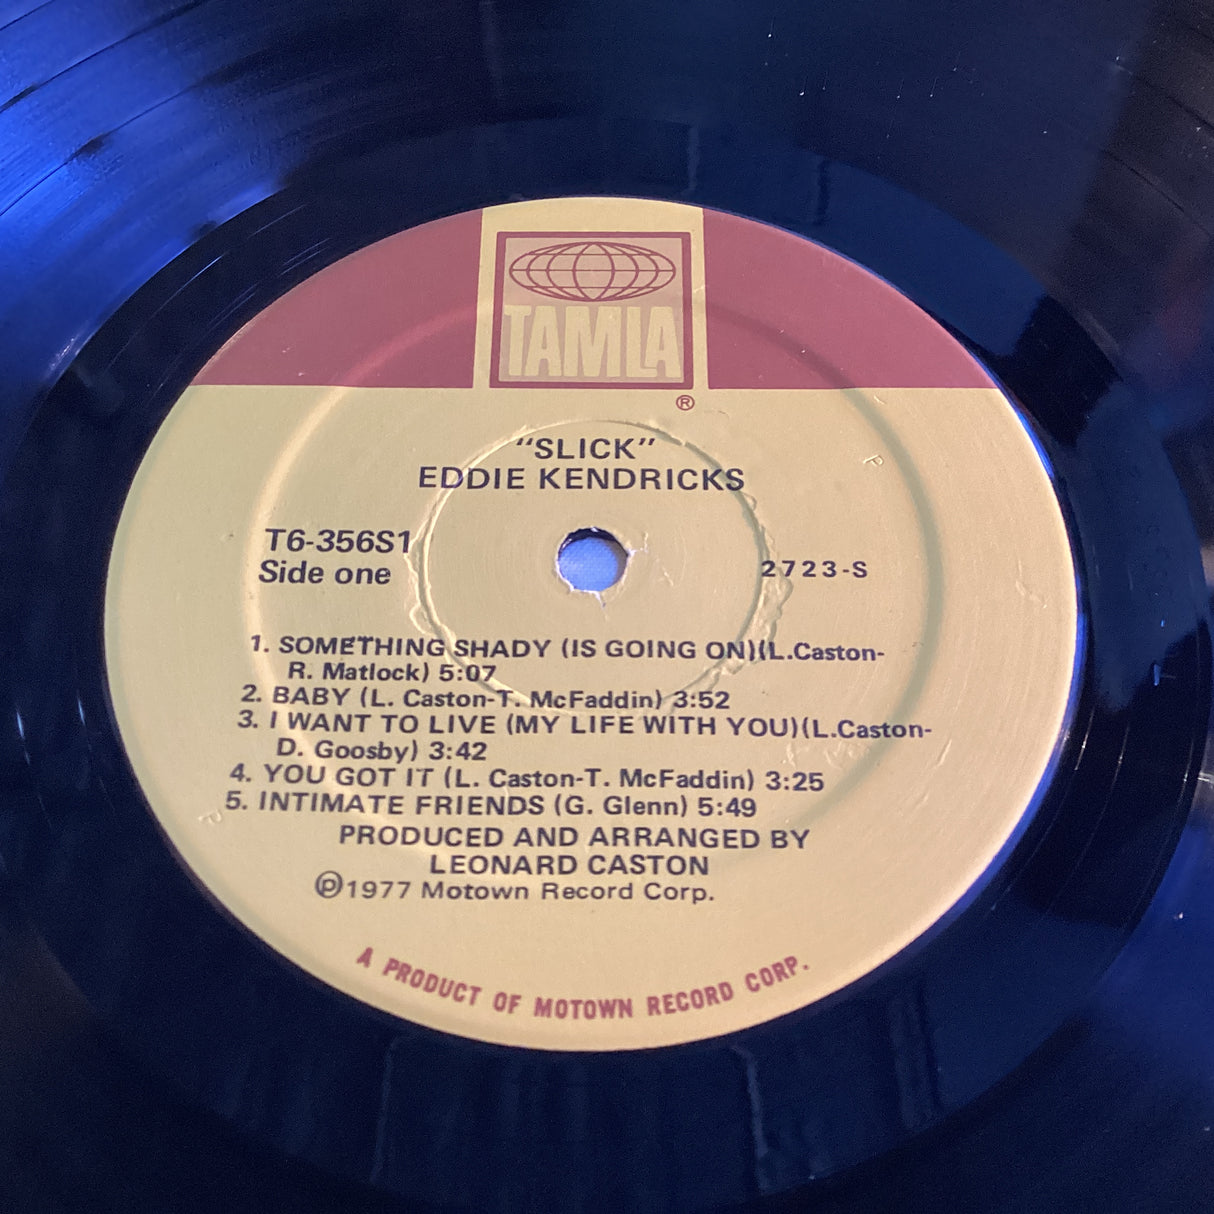 TAMLA
®
"SLICK"
EDDIE KENDRICKS
T6-356S1
Side one
2723-S
1. SOMETHING SHADY (IS GOING ON)(L.Caston-
R. Matlock) 5:07
2. BABY (L. Caston-T. McFaddin) 3:52
3. I WANT TO LIVE (MY LIFE WITH YOU)(L.Caston-
D. Goosby) 3:42
4. YOU GOT IT (L. Caston-T. McFaddin) 3:25
5. INTIMATE FRIENDS (G. Glenn) 5:49
PRODUCED AND ARRANGED BY
LEONARD CASTON
℗1977 Motown Record Corp.
A PRODUCT OF MOTOWN RECORD CORP.